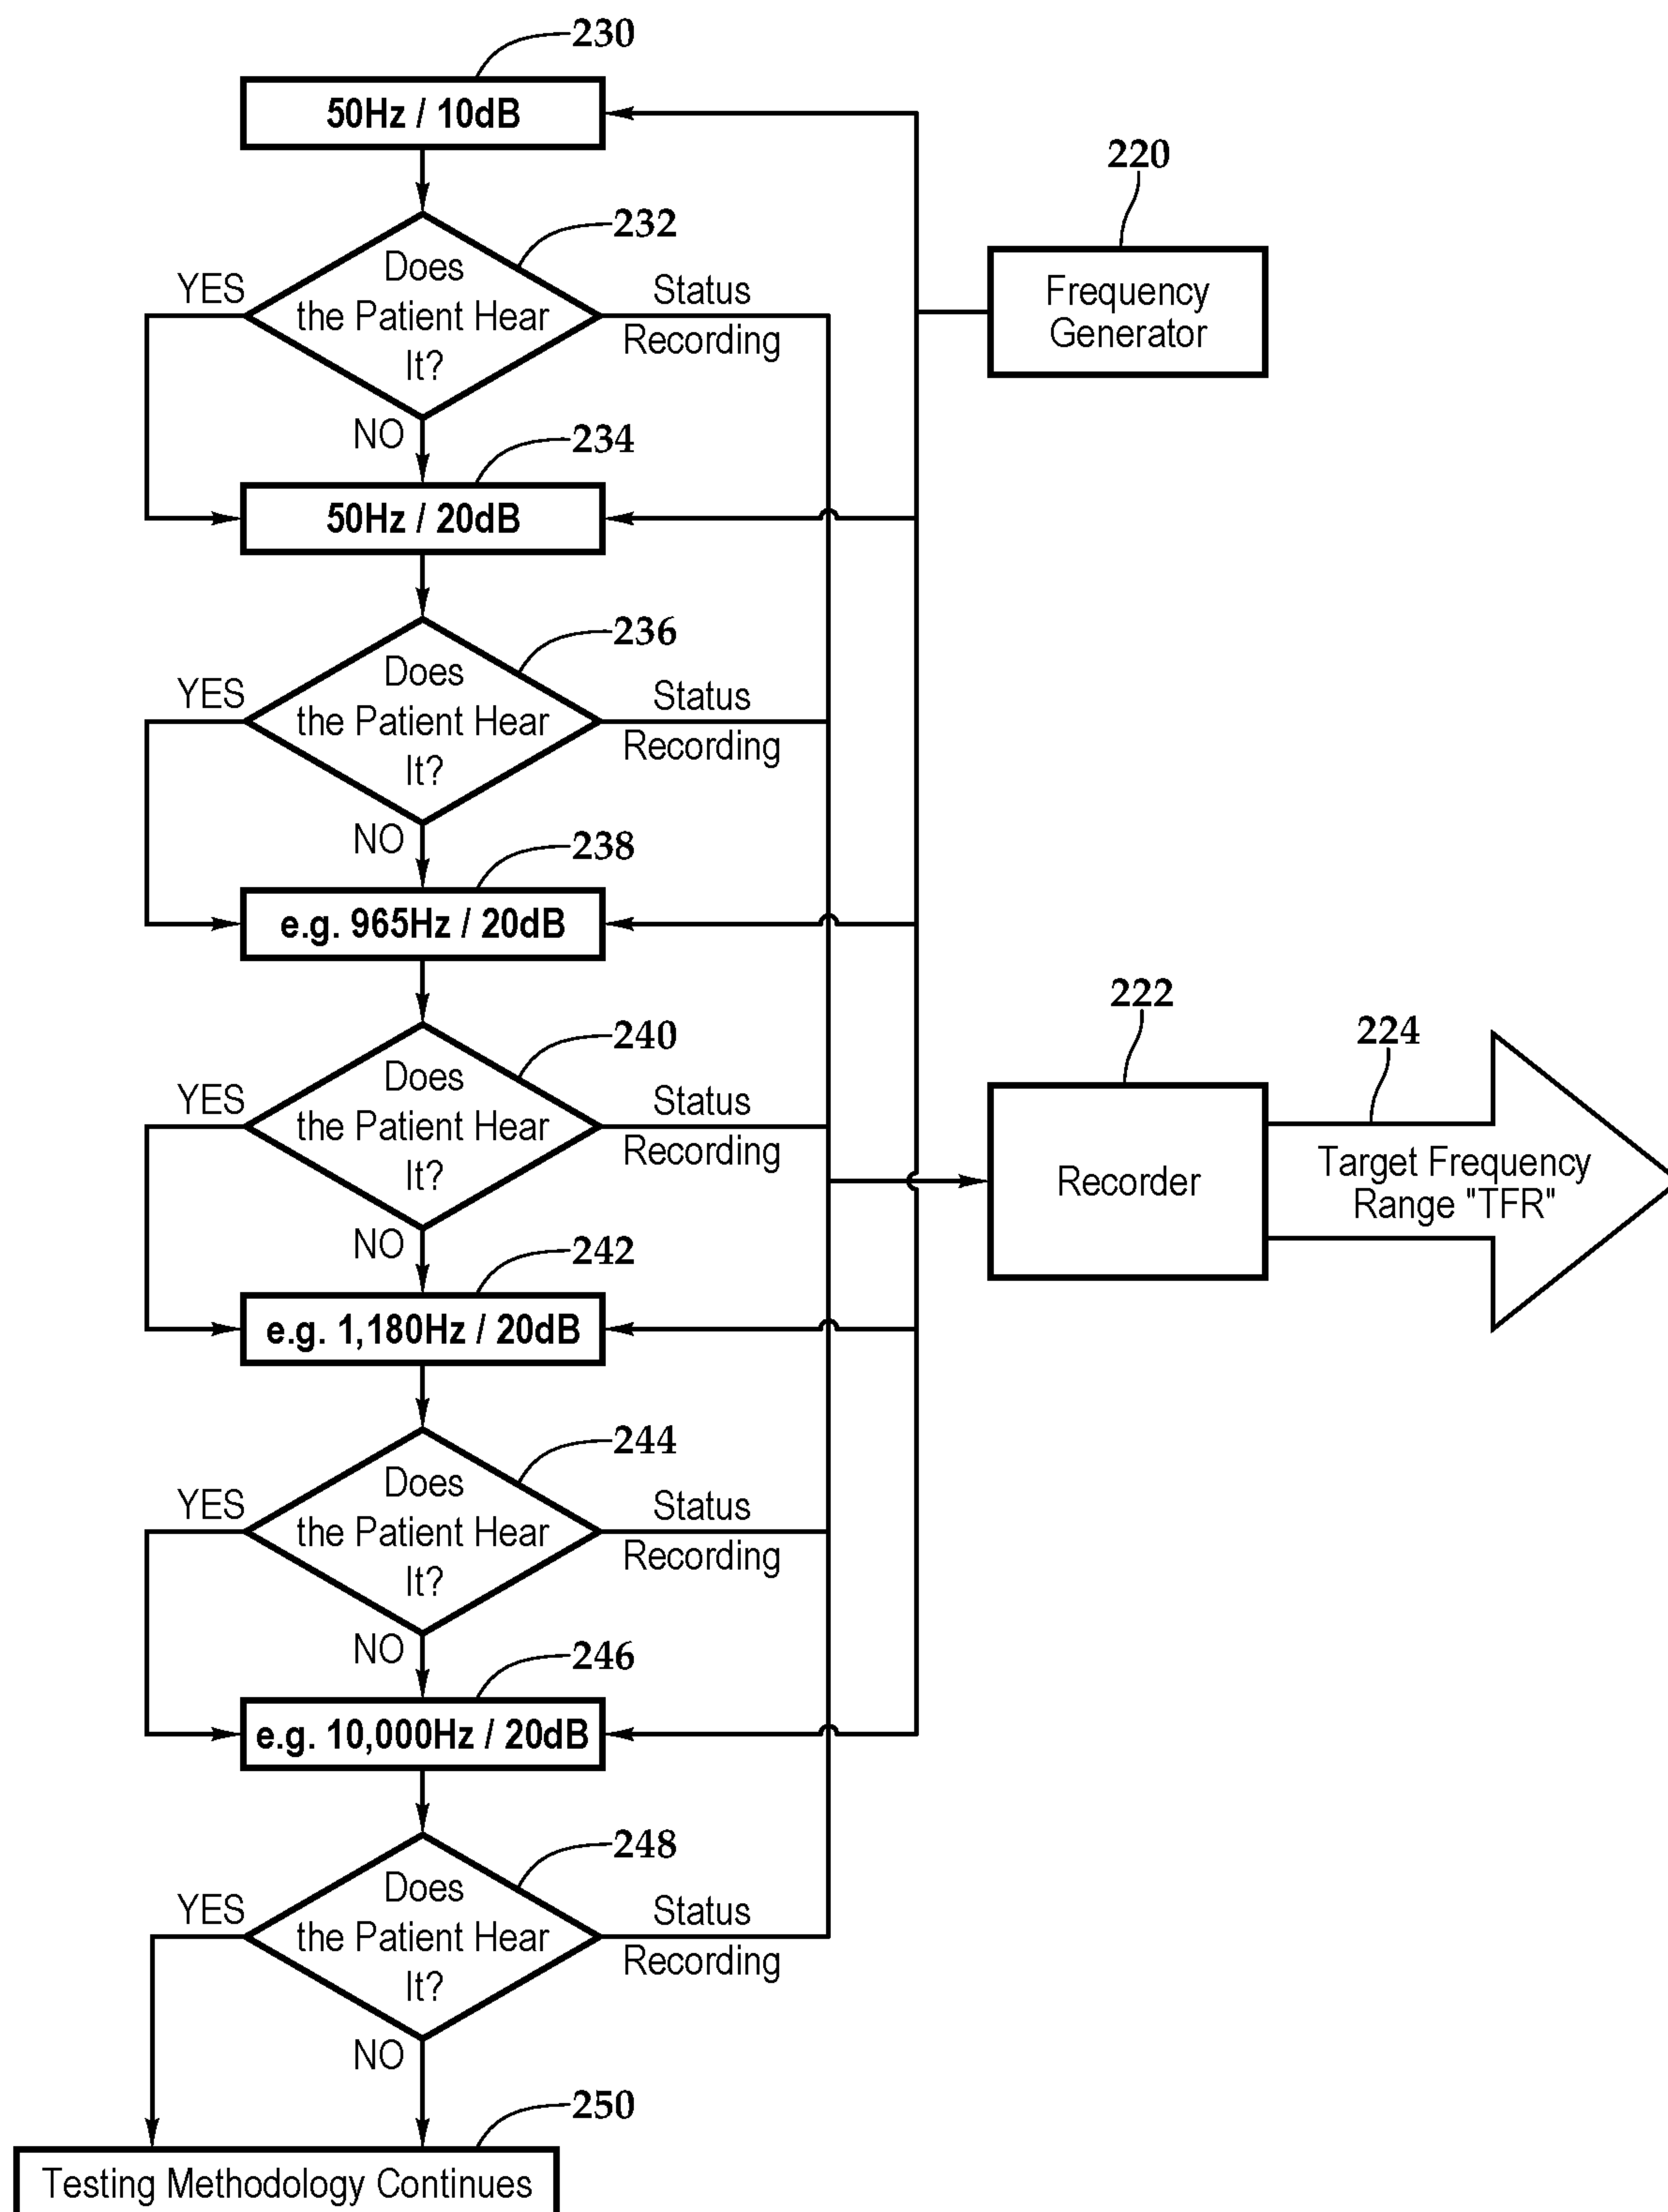 230
50Hz / 10dB
220
232
Does
the Patient Hear
It?
YES
Status
Recording
Frequency
Generator
NO
234
50Hz / 20dB
236
Does
the Patient Hear
It?
YES
Status
Recording
NO
238
e.g. 965Hz / 20dB
222
224
240
Does
the Patient Hear
It?
YES
Status
Recording
Recorder
Target Frequency
Range "TFR"
NO
242
e.g. 1,180Hz / 20dB
244
Does
the Patient Hear
It?
YES
Status
Recording
NO
246
e.g. 10,000Hz / 20dB
248
Does
the Patient Hear
It?
YES
Status
Recording
NO
250
Testing Methodology Continues